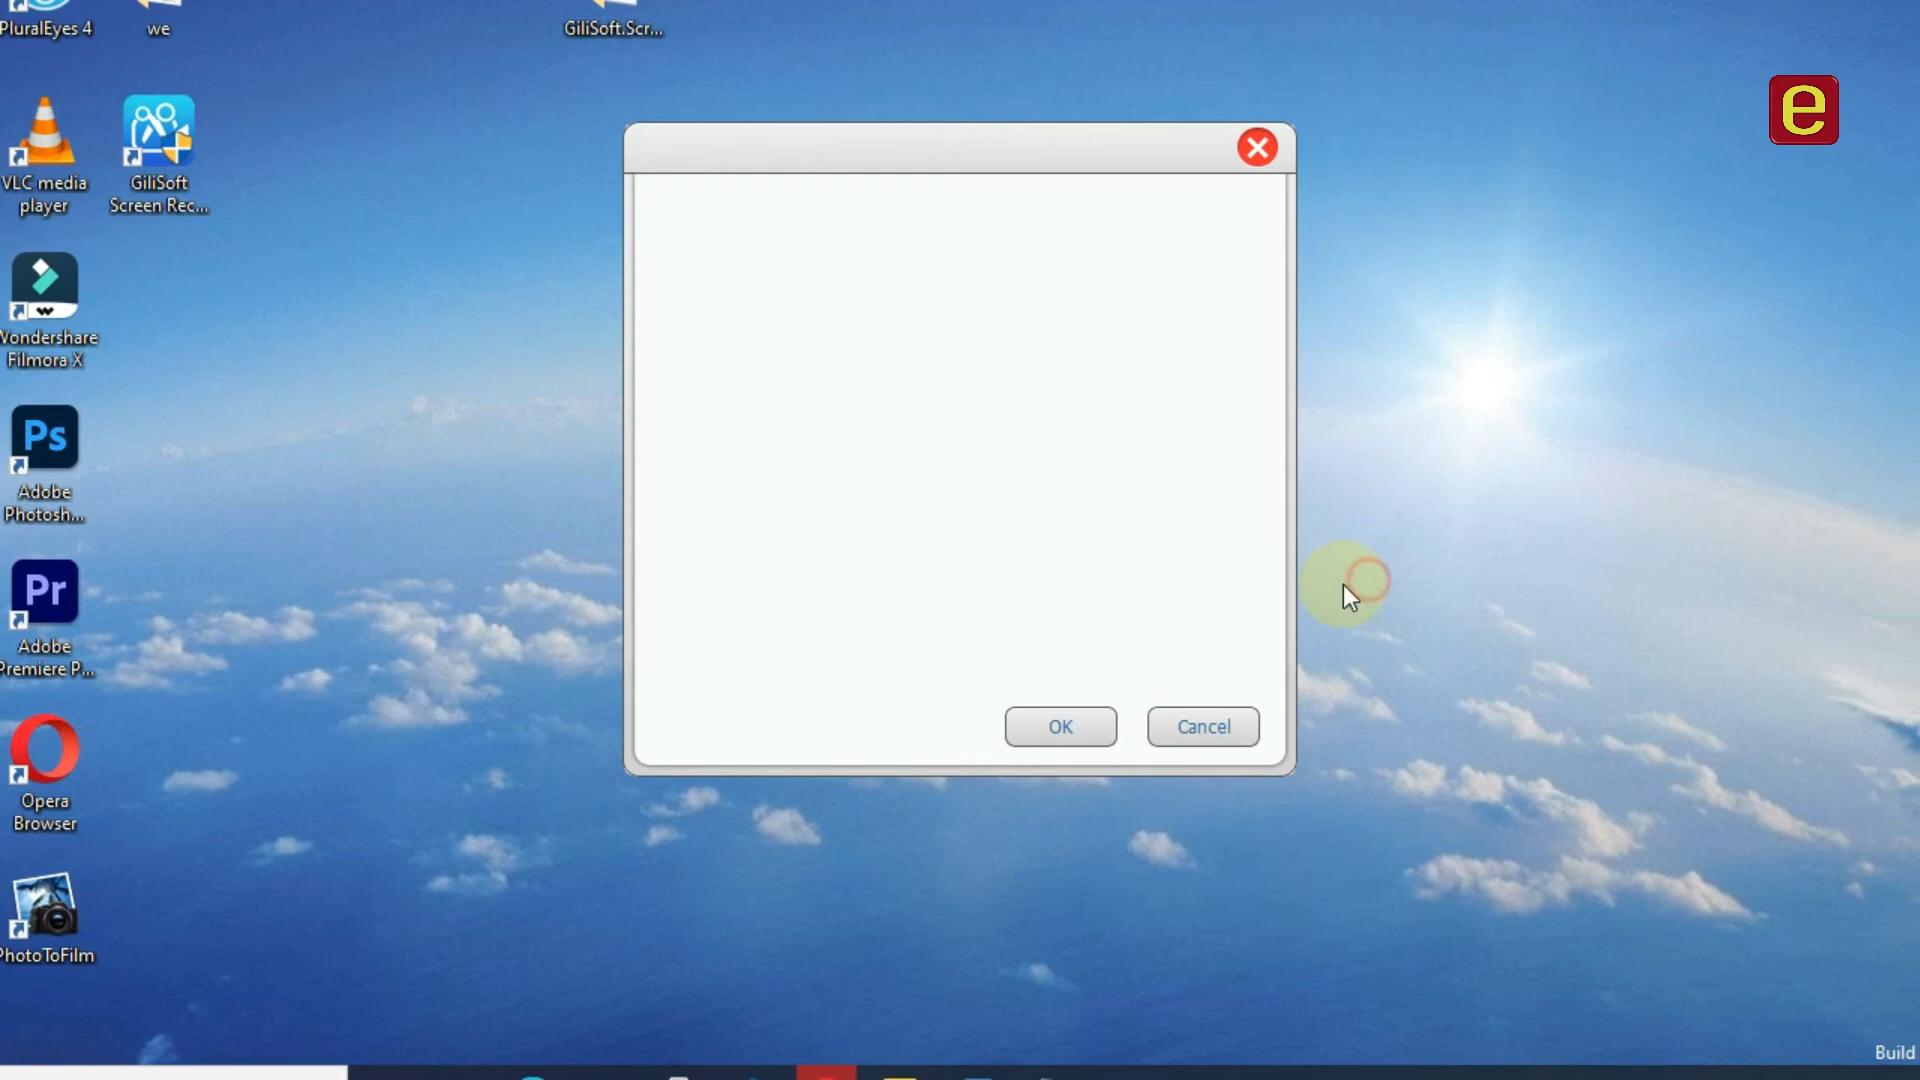 PluralEyes 4
we
GiliSoft.Scr...
e
VLC media
player
GiliSoft
Screen Rec...
Wondershare
Filmora X
Ps
Adobe
Photosh...
Pr
Adobe
Premiere P...
OK
Cancel
Opera
Browser
PhotoToFilm
Build